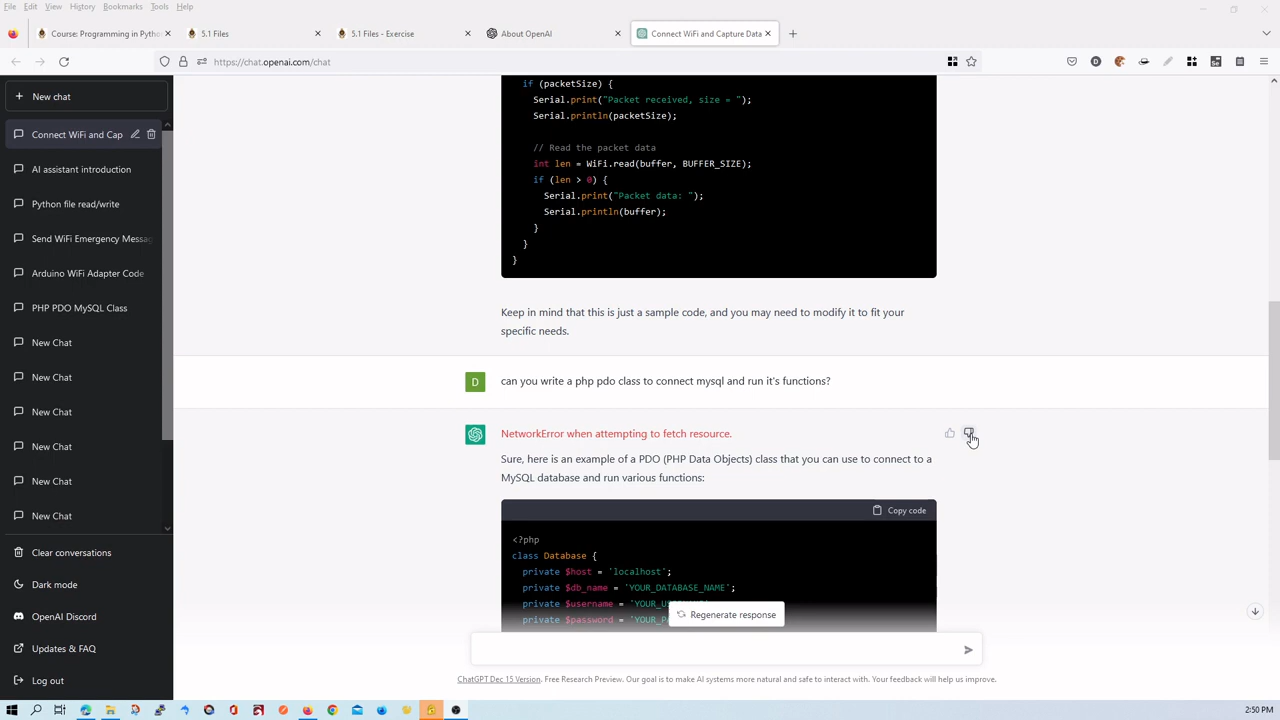 File Edit View History Bookmarks Tools Help
Course: Programming in Pytho
5.1 Files
5.1 Files - Exercise
About OpenAI
Connect WiFi and Capture Data
https://chat.openai.com/chat
New chat
Connect WiFi and Cap
AI assistant introduction
Python file read/write
Send WiFi Emergency Messag
Arduino WiFi Adapter Code
PHP PDO MySQL Class
New Chat
New Chat
New Chat
New Chat
New Chat
New Chat
Clear conversations
Dark mode
OpenAI Discord
Updates & FAQ
Log out
if (packetSize) {
Serial.print("Packet received, size = ");
Serial.println(packetSize);
// Read the packet data
int len = WiFi.read(buffer, BUFFER_SIZE);
if (len > 0) {
Serial.print("Packet data: ");
Serial.println(buffer);
}
}
}
Keep in mind that this is just a sample code, and you may need to modify it to fit your
specific needs.
D
can you write a php pdo class to connect mysql and run it's functions?
NetworkError when attempting to fetch resource.
Sure, here is an example of a PDO (PHP Data Objects) class that you can use to connect to a
MySQL database and run various functions:
Copy code
<?php
class Database {
private $host = 'localhost';
private $db_name = 'YOUR_DATABASE_NAME';
private $username = 'YOUR_US
private $password = 'YOUR_PA
Regenerate response
ChatGPT Dec 15 Version. Free Research Preview. Our goal is to make AI systems more natural and safe to interact with. Your feedback will help us improve.
2:50 PM